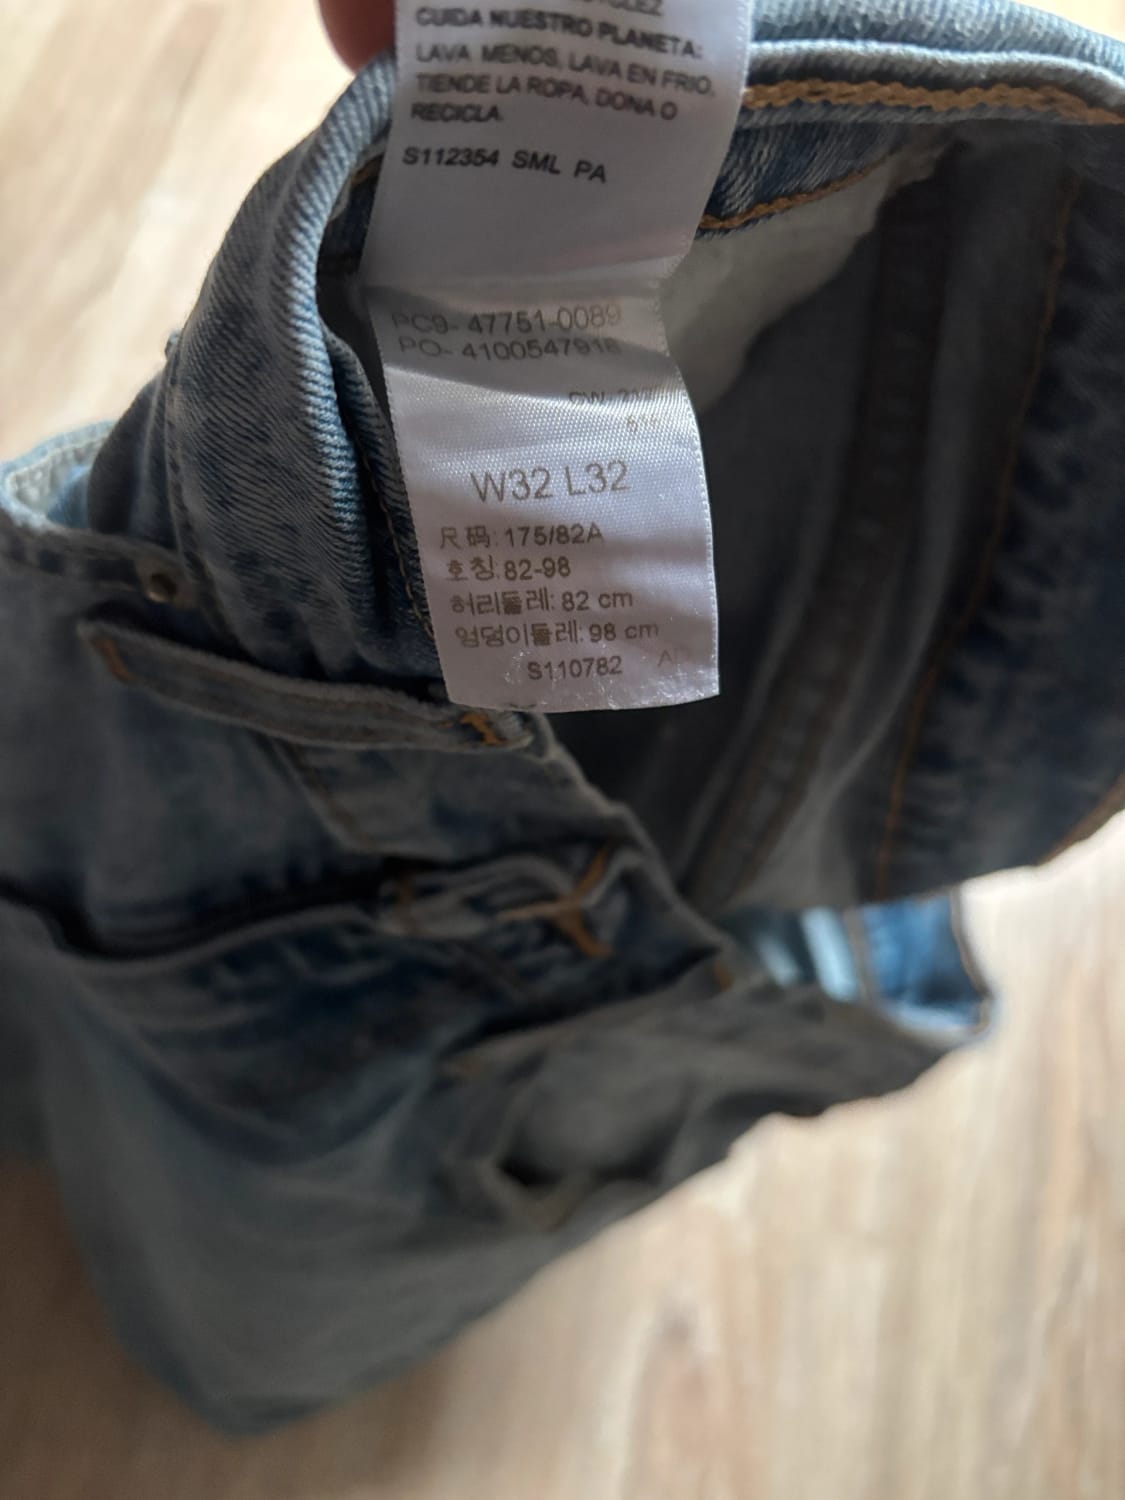 CUIDA NUESTRO PLANETA:
LAVA MENOS, LAVA EN FRIO,
TIENDE LA ROPA, DONA O
RECICLA.
S112354 SML PA
PC9- 47751-0089
PO- 4100547918
W32 L32
尺码: 175/82A
호칭: 82-98
허리둘레: 82 cm
엉덩이둘레: 98 cm
S110782